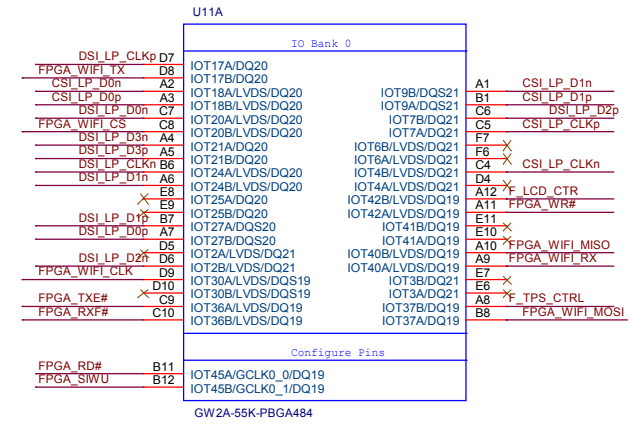 U11A
IO Bank 0
DSI_LP_CLKp D7 IOT17A/DQ20
FPGA_WIFI_TX D8 IOT17B/DQ20
CSI_LP_D0n A2 IOT18A/LVDS/DQ20 IOT9B/DQS21 A1 CSI_LP_D1n
CSI_LP_D0p A3 IOT18B/LVDS/DQ20 IOT9A/DQS21 B1 CSI_LP_D1p
DSI_LP_D0n C7 IOT20A/LVDS/DQ20 IOT7B/DQ21 C6 DSI_LP_D2p
FPGA_WIFI_CS C8 IOT20B/LVDS/DQ20 IOT7A/DQ21 C5 CSI_LP_CLKp
DSI_LP_D3n A4 IOT21A/DQ20 IOT6B/LVDS/DQ21 F7
DSI_LP_D3p A5 IOT21B/DQ20 IOT6A/LVDS/DQ21 F6
DSI_LP_CLKn B6 IOT24A/LVDS/DQ20 IOT4B/LVDS/DQ21 C4 CSI_LP_CLKn
DSI_LP_D1n A6 IOT24B/LVDS/DQ20 IOT4A/LVDS/DQ21 D4
E8 IOT25A/DQ20 IOT42B/LVDS/DQ19 A12 F_LCD_CTR
E9 IOT25B/DQ20 IOT42A/LVDS/DQ19 A11 FPGA_WR#
DSI_LP_D1p B7 IOT27A/DQS20 IOT41B/DQ19 E11
DSI_LP_D0p A7 IOT27B/DQS20 IOT41A/DQ19 E10
D5 IOT2A/LVDS/DQ21 IOT40B/LVDS/DQ19 A10 FPGA_WIFI_MISO
DSI_LP_D2n D6 IOT2B/LVDS/DQ21 IOT40A/LVDS/DQ19 A9 FPGA_WIFI_RX
FPGA_WIFI_CLK D9 IOT30A/LVDS/DQS19 IOT3B/DQ21 E7
D10 IOT30B/LVDS/DQS19 IOT3A/DQ21 E6
FPGA_TXE# C9 IOT36A/LVDS/DQ19 IOT37B/DQ19 A8 F_TPS_CTRL
FPGA_RXF# C10 IOT36B/LVDS/DQ19 IOT37A/DQ19 B8 FPGA_WIFI_MOSI
Configure Pins
FPGA_RD# B11 IOT45A/GCLK0_0/DQ19
FPGA_SIWU B12 IOT45B/GCLK0_1/DQ19
GW2A-55K-PBGA484